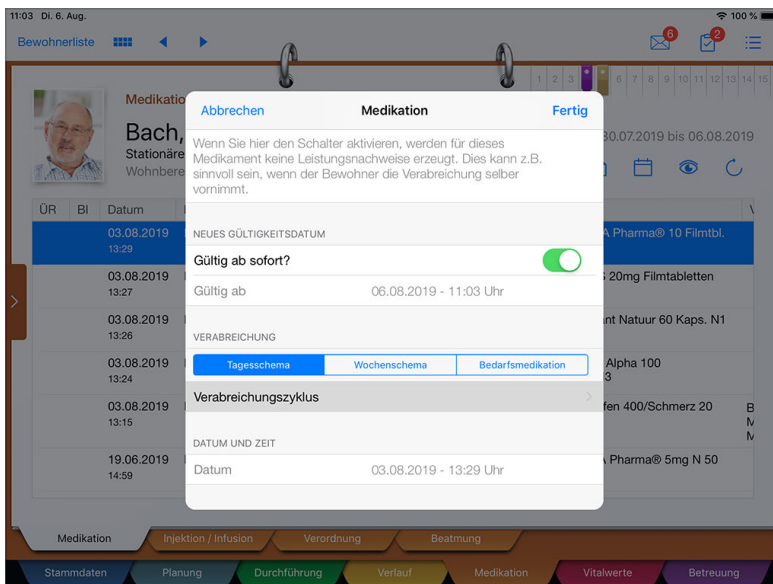 11:03 Di. 6. Aug. 100 %
Bewohnerliste 6 2
1 2 3 6 7 8 9 10 11 12 13 14 15
Medikatio
Bach,
Stationäre
Wohnbere
30.07.2019 bis 06.08.2019
Abbrechen Medikation Fertig
Wenn Sie hier den Schalter aktivieren, werden für dieses
Medikament keine Leistungsnachweise erzeugt. Dies kann z.B.
sinnvoll sein, wenn der Bewohner die Verabreichung selber
vornimmt.
NEUES GÜLTIGKEITSDATUM
Gültig ab sofort?
Gültig ab 06.08.2019 - 11:03 Uhr
VERABREICHUNG
Tagesschema Wochenschema Bedarfsmedikation
Verabreichungszyklus
DATUM UND ZEIT
Datum 03.08.2019 - 13:29 Uhr
ÜR BI Datum
03.08.2019 A Pharma® 10 Filmtbl.
13:29
03.08.2019 20mg Filmtabletten
13:27
03.08.2019 nt Natuur 60 Kaps. N1
13:26
03.08.2019 Alpha 100
13:24 3
03.08.2019 fen 400/Schmerz 20 B
13:15 M
M
19.06.2019 Pharma® 5mg N 50
14:59
Medikation Injektion / Infusion Verordnung Beatmung
Stammdaten Planung Durchführung Verlauf Medikation Vitalwerte Betreuung